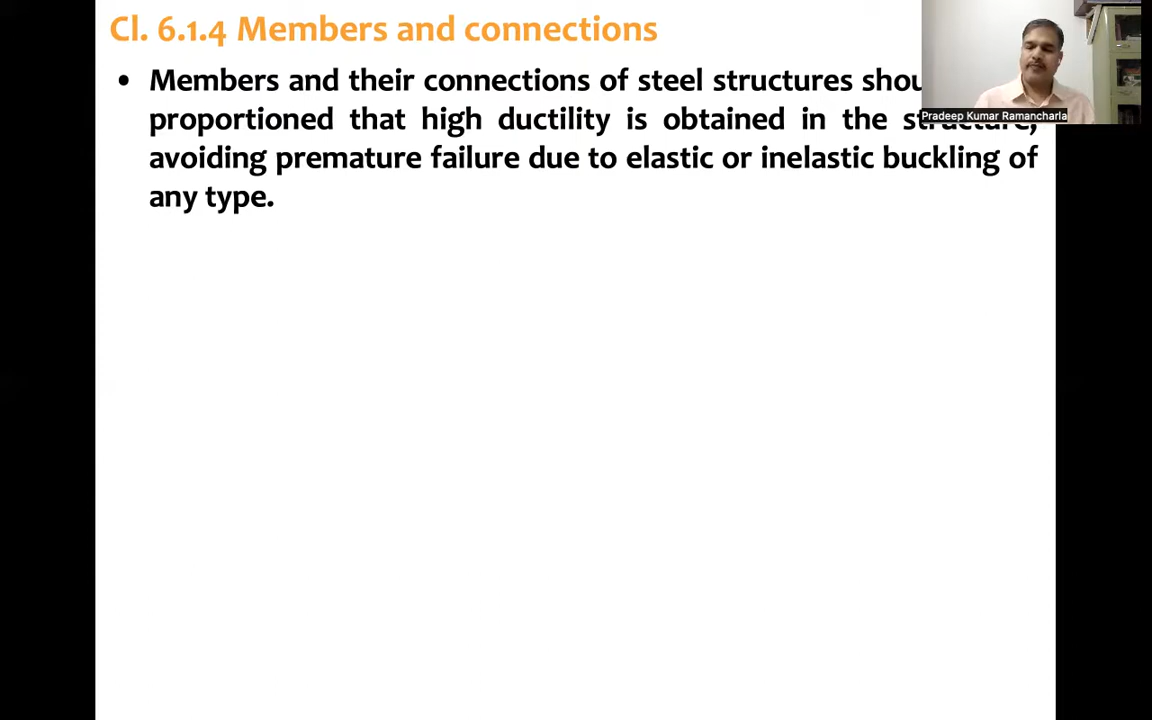 Cl. 6.1.4 Members and connections
• Members and their connections of steel structures
proportioned that high ductility is obtained in the structure,
avoiding premature failure due to elastic or inelastic buckling of
any type.
Pradeep Kumar Ramancharla